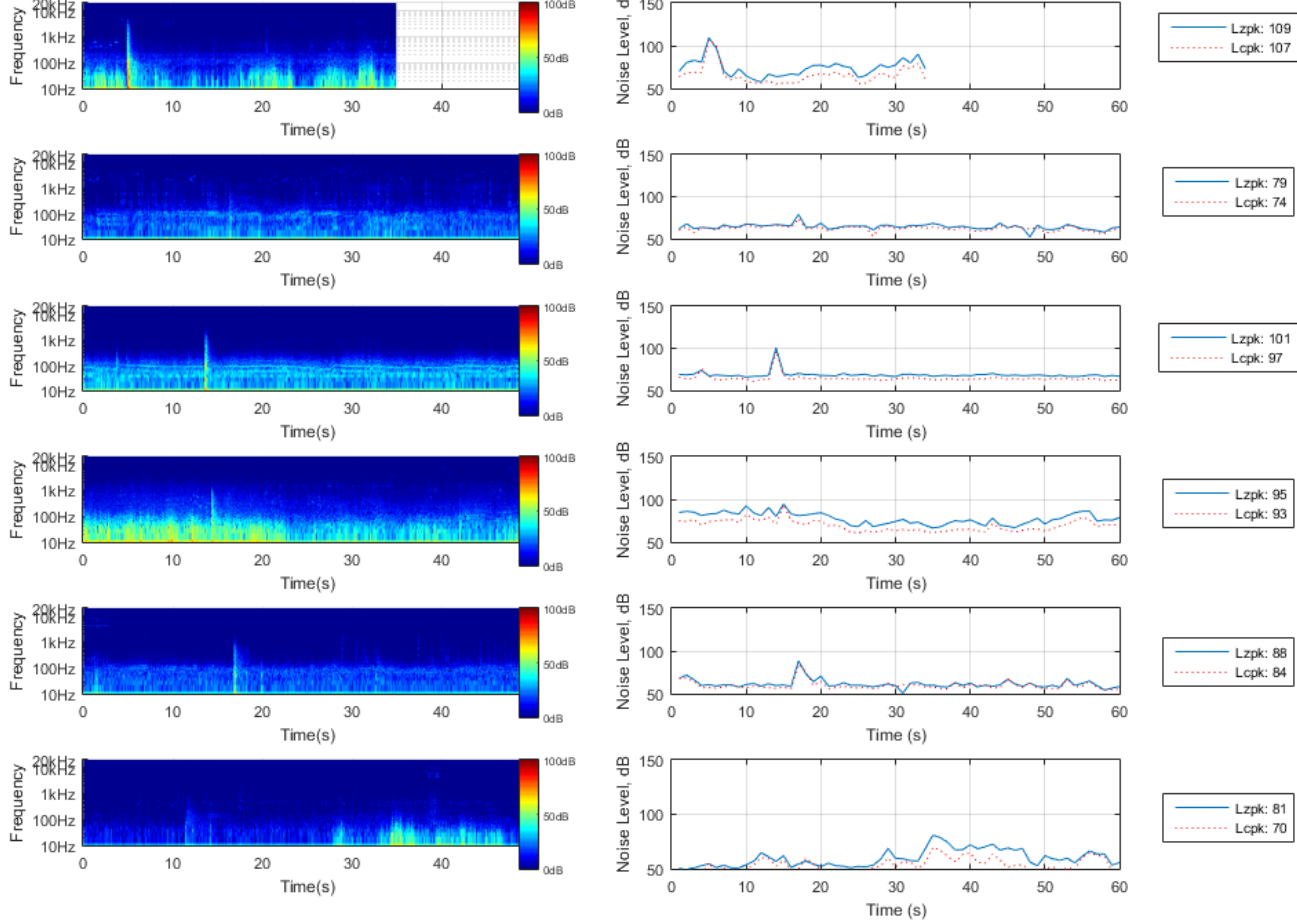 20kHz 10kHz 1kHz 100Hz 10Hz Frequency 0 10 20 30 40 Time(s) 100dB 50dB 0dB
150 100 50 Noise Level, dB 0 10 20 30 40 50 60 Time (s)
Lzpk: 109
Lcpk: 107
20kHz 10kHz 1kHz 100Hz 10Hz Frequency 0 10 20 30 40 Time(s) 100dB 50dB 0dB
150 100 50 Noise Level, dB 0 10 20 30 40 50 60 Time (s)
Lzpk: 79
Lcpk: 74
20kHz 10kHz 1kHz 100Hz 10Hz Frequency 0 10 20 30 40 Time(s) 100dB 50dB 0dB
150 100 50 Noise Level, dB 0 10 20 30 40 50 60 Time (s)
Lzpk: 101
Lcpk: 97
20kHz 10kHz 1kHz 100Hz 10Hz Frequency 0 10 20 30 40 Time(s) 100dB 50dB 0dB
150 100 50 Noise Level, dB 0 10 20 30 40 50 60 Time (s)
Lzpk: 95
Lcpk: 93
20kHz 10kHz 1kHz 100Hz 10Hz Frequency 0 10 20 30 40 Time(s) 100dB 50dB 0dB
150 100 50 Noise Level, dB 0 10 20 30 40 50 60 Time (s)
Lzpk: 88
Lcpk: 84
20kHz 10kHz 1kHz 100Hz 10Hz Frequency 0 10 20 30 40 Time(s) 100dB 50dB 0dB
150 100 50 Noise Level, dB 0 10 20 30 40 50 60 Time (s)
Lzpk: 81
Lcpk: 70